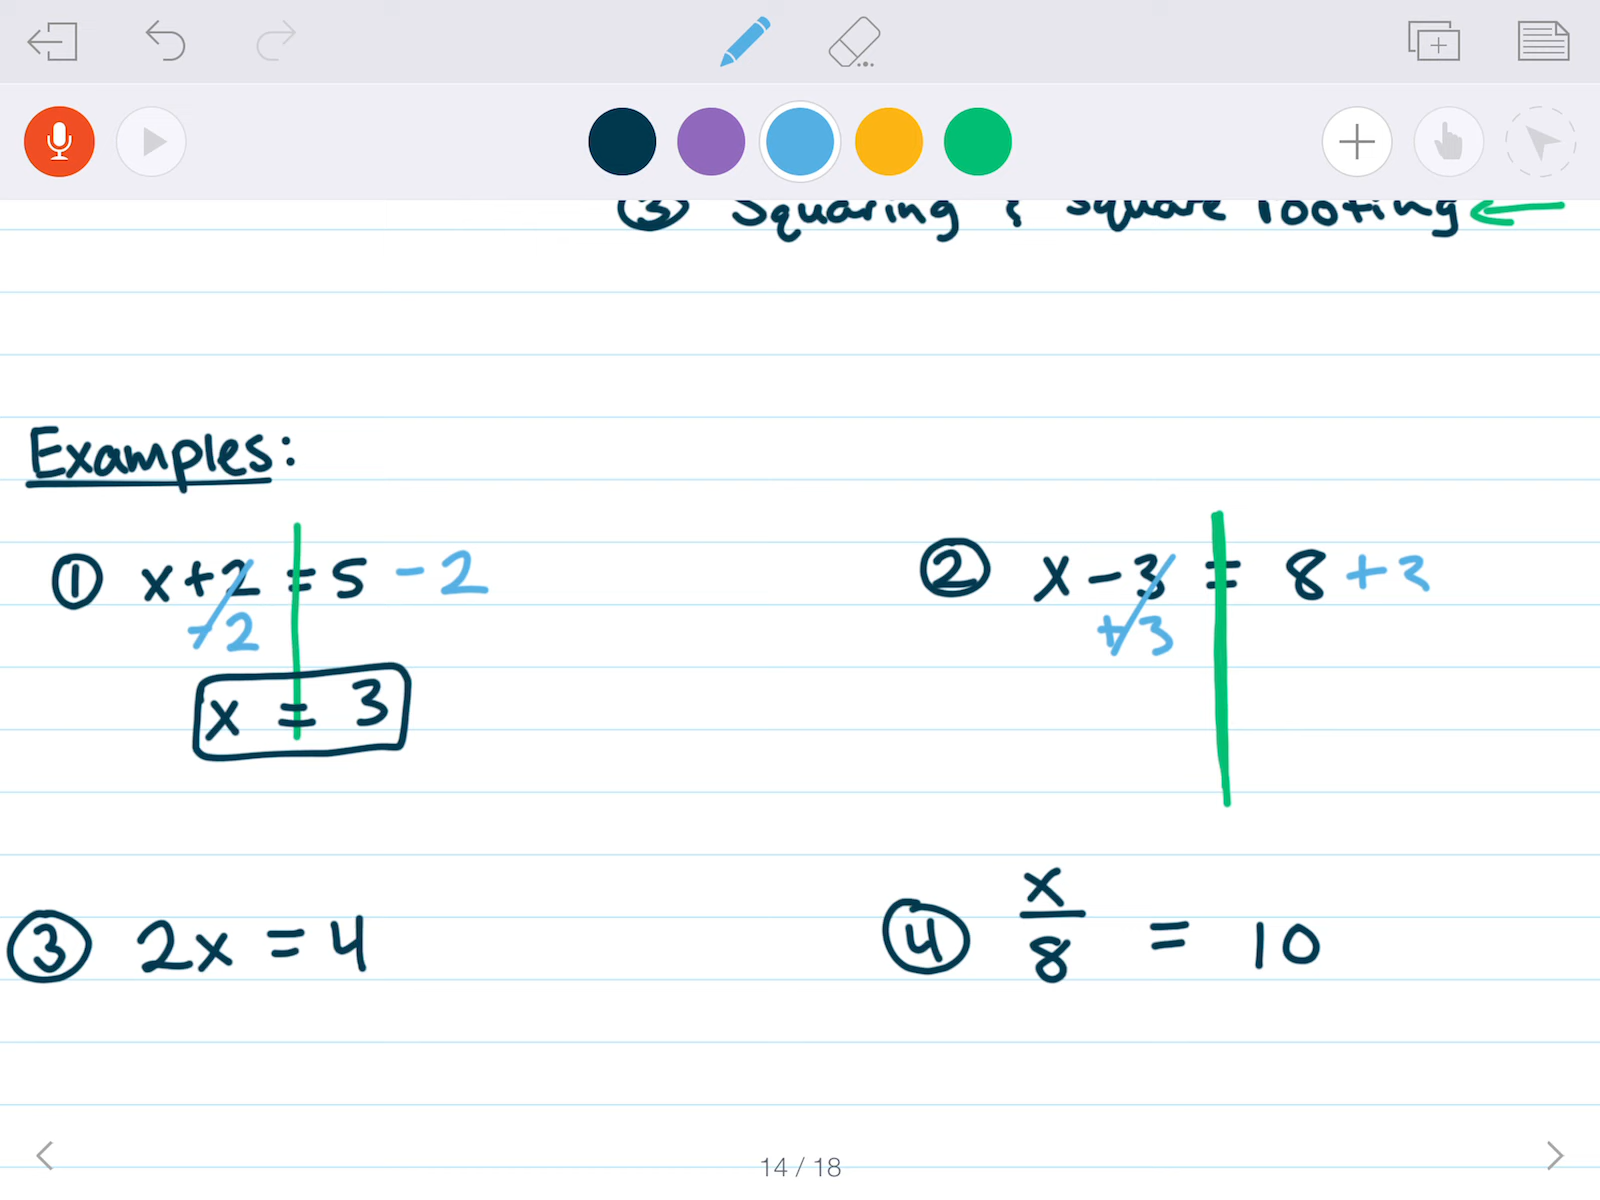 ③ Squaring & square rooting ←
Examples:
① x+2 = 5 - 2
-2
x = 3
② x - 3 = 8 + 3
+3
③ 2x = 4
④ x/8 = 10
14 / 18